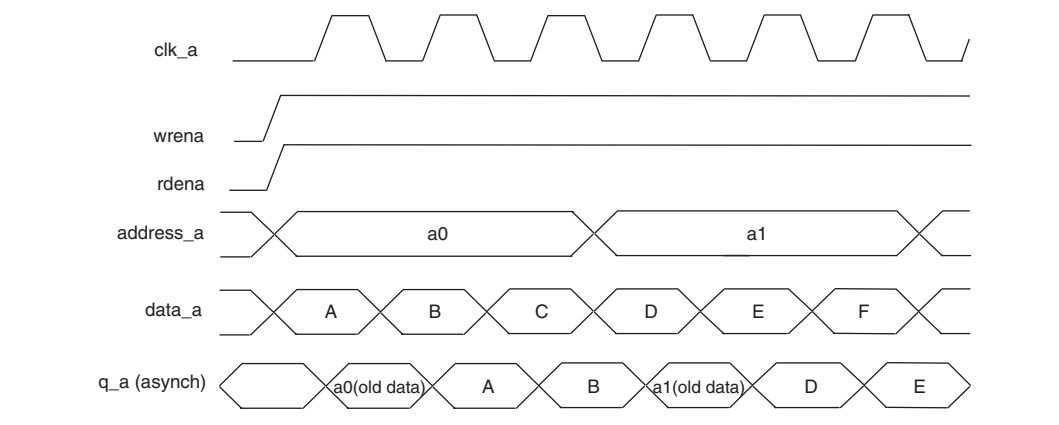 clk_a
wrena
rdena
address_a a0 a1
data_a A B C D E F
q_a (asynch) a0(old data) A B a1(old data) D E